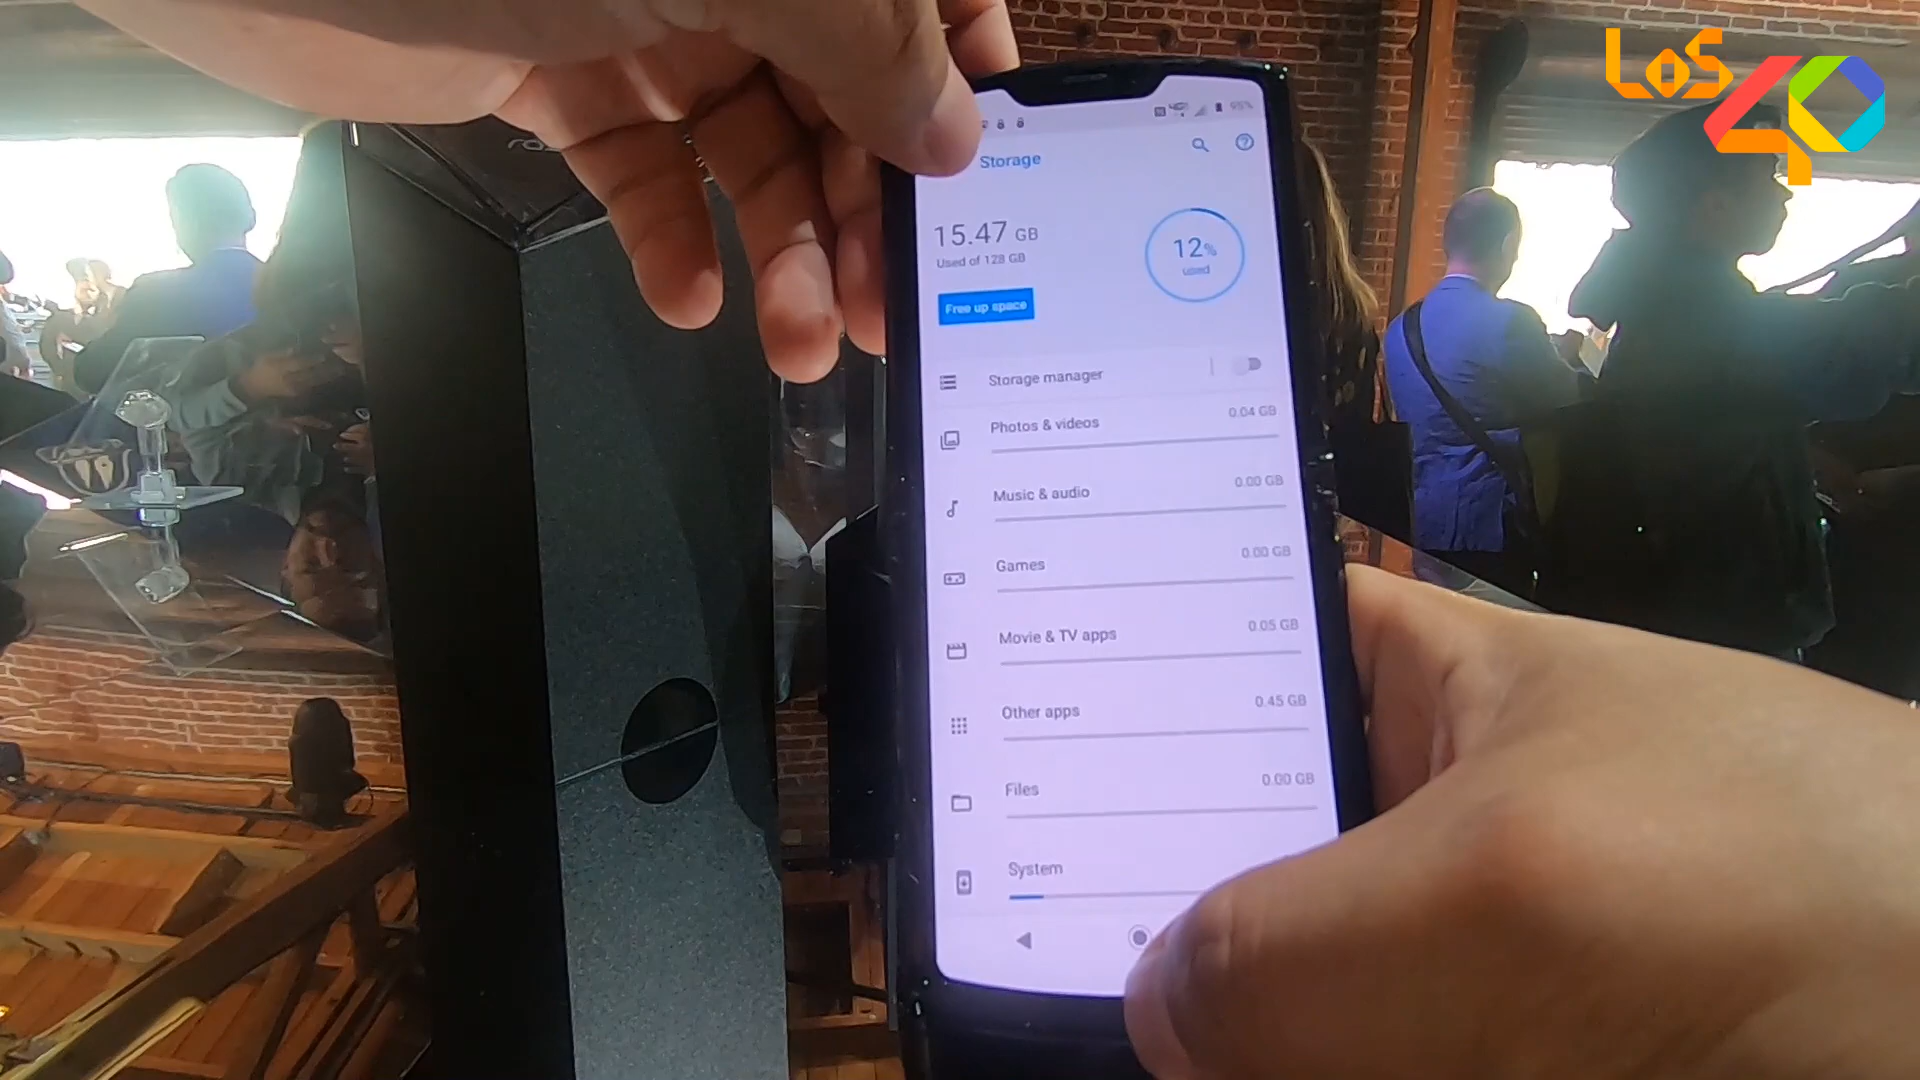 LOS
40
98%
Storage
15.47 GB
Used of 128 GB
12%
used
Free up space
Storage manager
Photos & videos
0.04 GB
Music & audio
0.00 GB
Games
0.00 GB
Movie & TV apps
0.05 GB
Other apps
0.45 GB
Files
0.00 GB
System